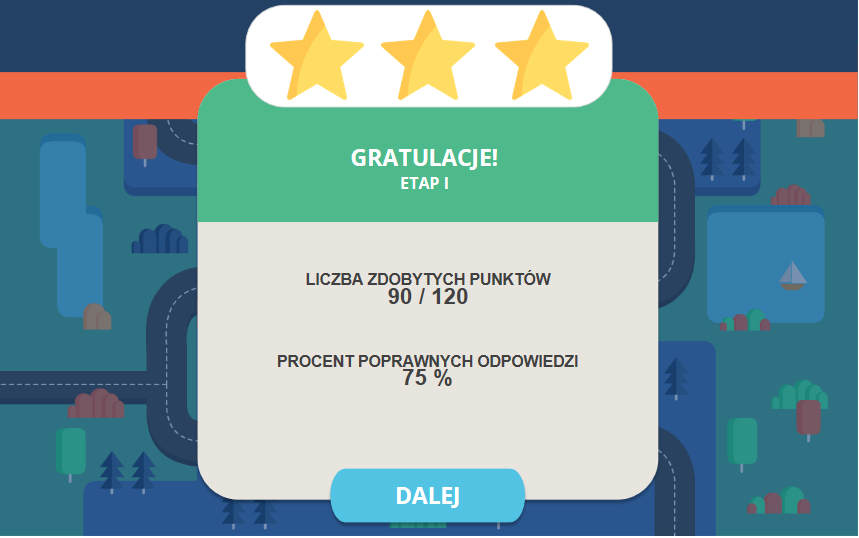 GRATULACJE!
ETAP I
LICZBA ZDOBYTYCH PUNKTÓW
90 / 120
PROCENT POPRAWNYCH ODPOWIEDZI
75 %
DALEJ